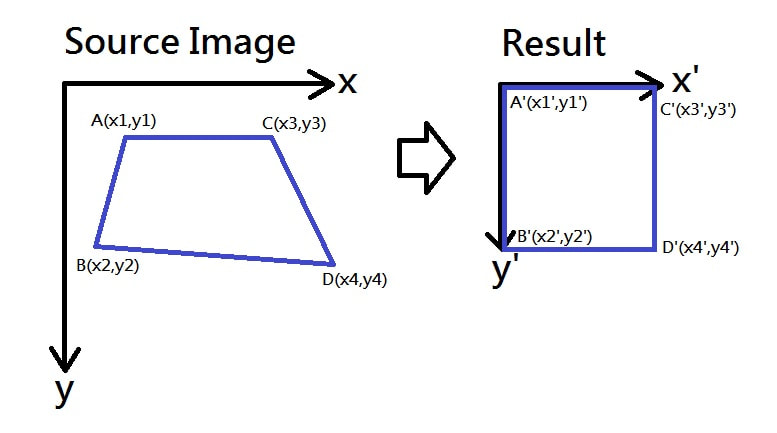 Source Image
Result
x
x'
A(x1,y1)
C(x3,y3)
A'(x1',y1')
C'(x3',y3')
B(x2,y2)
D(x4,y4)
B'(x2',y2')
D'(x4',y4')
y'
y